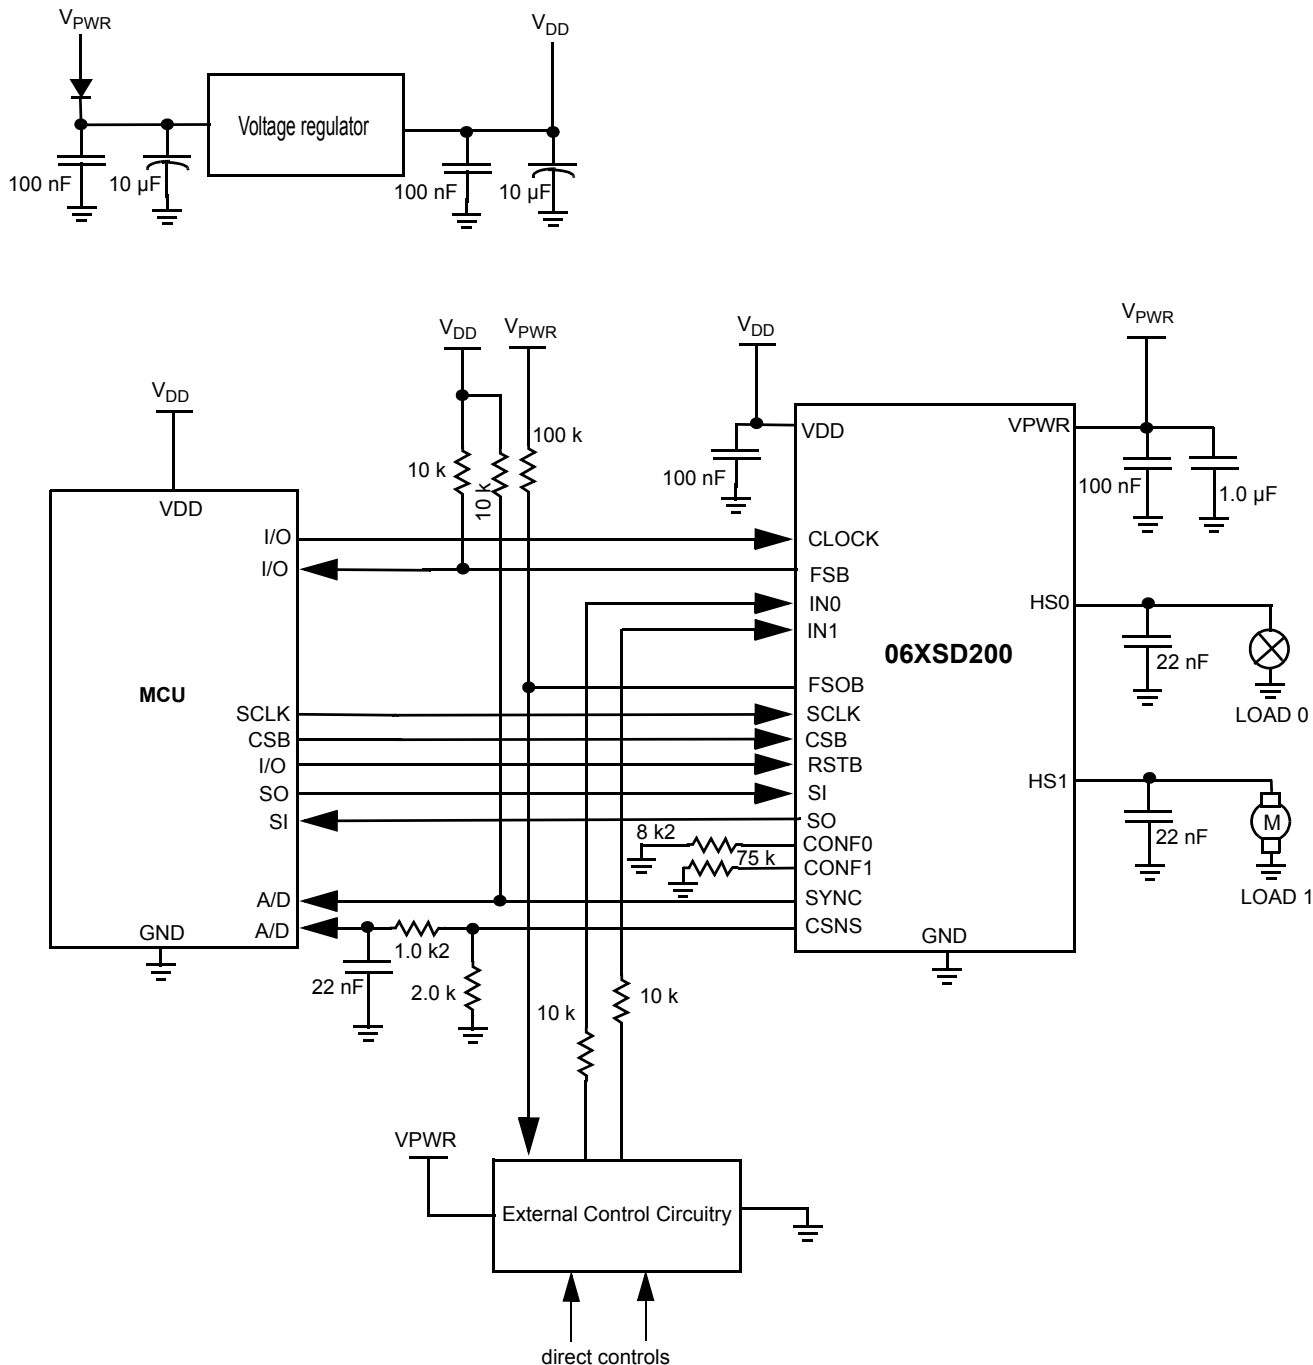 VPWR
VDD
Voltage regulator
100 nF
10 µF
100 nF
10 µF
VDD
VPWR
VDD
VPWR
VDD
10 k
10 k
100 k
VDD
100 nF
VPWR
100 nF
1.0 µF
VDD
I/O
I/O
MCU
SCLK
CSB
I/O
SO
SI
A/D
A/D
GND
CLOCK
FSB
IN0
IN1
06XSD200
FSOB
SCLK
CSB
RSTB
SI
SO
CONF0
CONF1
SYNC
CSNS
GND
HS0
22 nF
LOAD 0
HS1
22 nF
M
LOAD 1
8 k2
75 k
1.0 k2
22 nF
2.0 k
10 k
10 k
VPWR
External Control Circuitry
direct controls